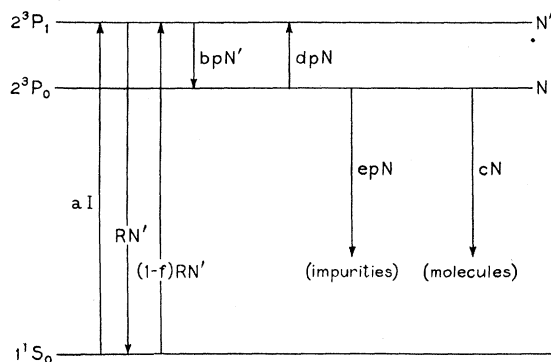 2³P₁ N′
bpN′ dpN
2³P₀ N
epN cN
aI
RN′
(1-f)RN′
(impurities) (molecules)
1¹S₀